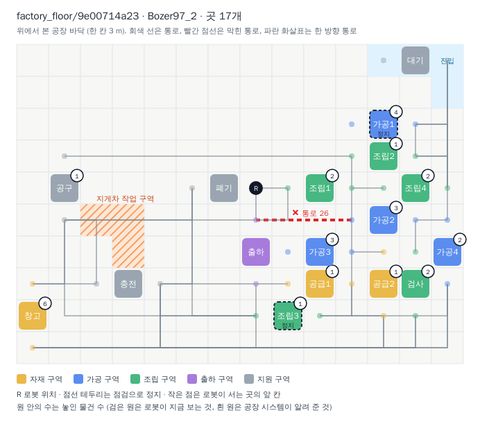 factory_floor/9e00714a23 · Bozer97_2 · 곳 17개
위에서 본 공장 바닥 (한 칸 3 m). 회색 선은 통로, 빨간 점선은 막힌 통로, 파란 화살표는 한 방향 통로
대기
진입
4
가공1
정지
1
조립2
1
공구
폐기
R
2
조립1
2
조립4
지게차 작업 구역
✖ 통로 26
3
가공2
출하
3
가공3
2
가공4
충전
1
공급1
1
공급2
2
검사
6
창고
1
조립3
정지
자재 구역
가공 구역
조립 구역
출하 구역
지원 구역
R 로봇 위치 · 점선 테두리는 점검으로 정지 · 작은 점은 로봇이 서는 곳의 앞 칸
원 안의 수는 놓인 물건 수 (검은 원은 로봇이 지금 보는 것, 흰 원은 공장 시스템이 알려 준 것)